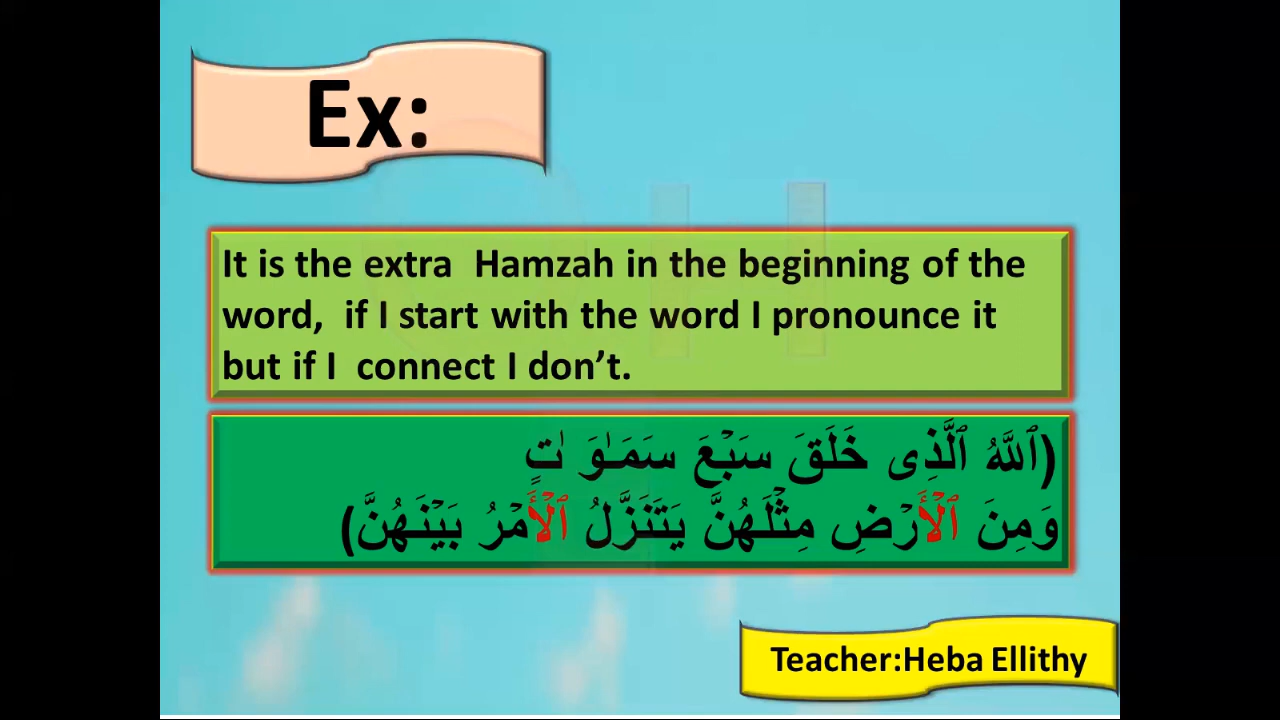 Ex:
It is the extra Hamzah in the beginning of the
word, if I start with the word I pronounce it
but if I connect I don’t.
(ٱللَّهُ ٱلَّذِى خَلَقَ سَبْعَ سَمَـٰوَ ٰتٍ
وَمِنَ ٱلْأَرْضِ مِثْلَهُنَّ يَتَنَزَّلُ ٱلْأَمْرُ بَيْنَهُنَّ)
Teacher:Heba Ellithy